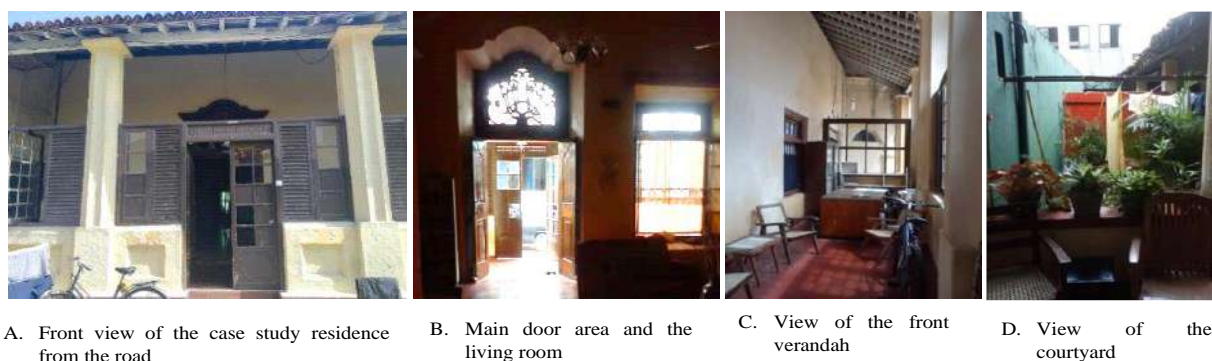 A. Front view of the case study residence
from the road
B. Main door area and the
living room
C. View of the front
verandah
D. View of the
courtyard